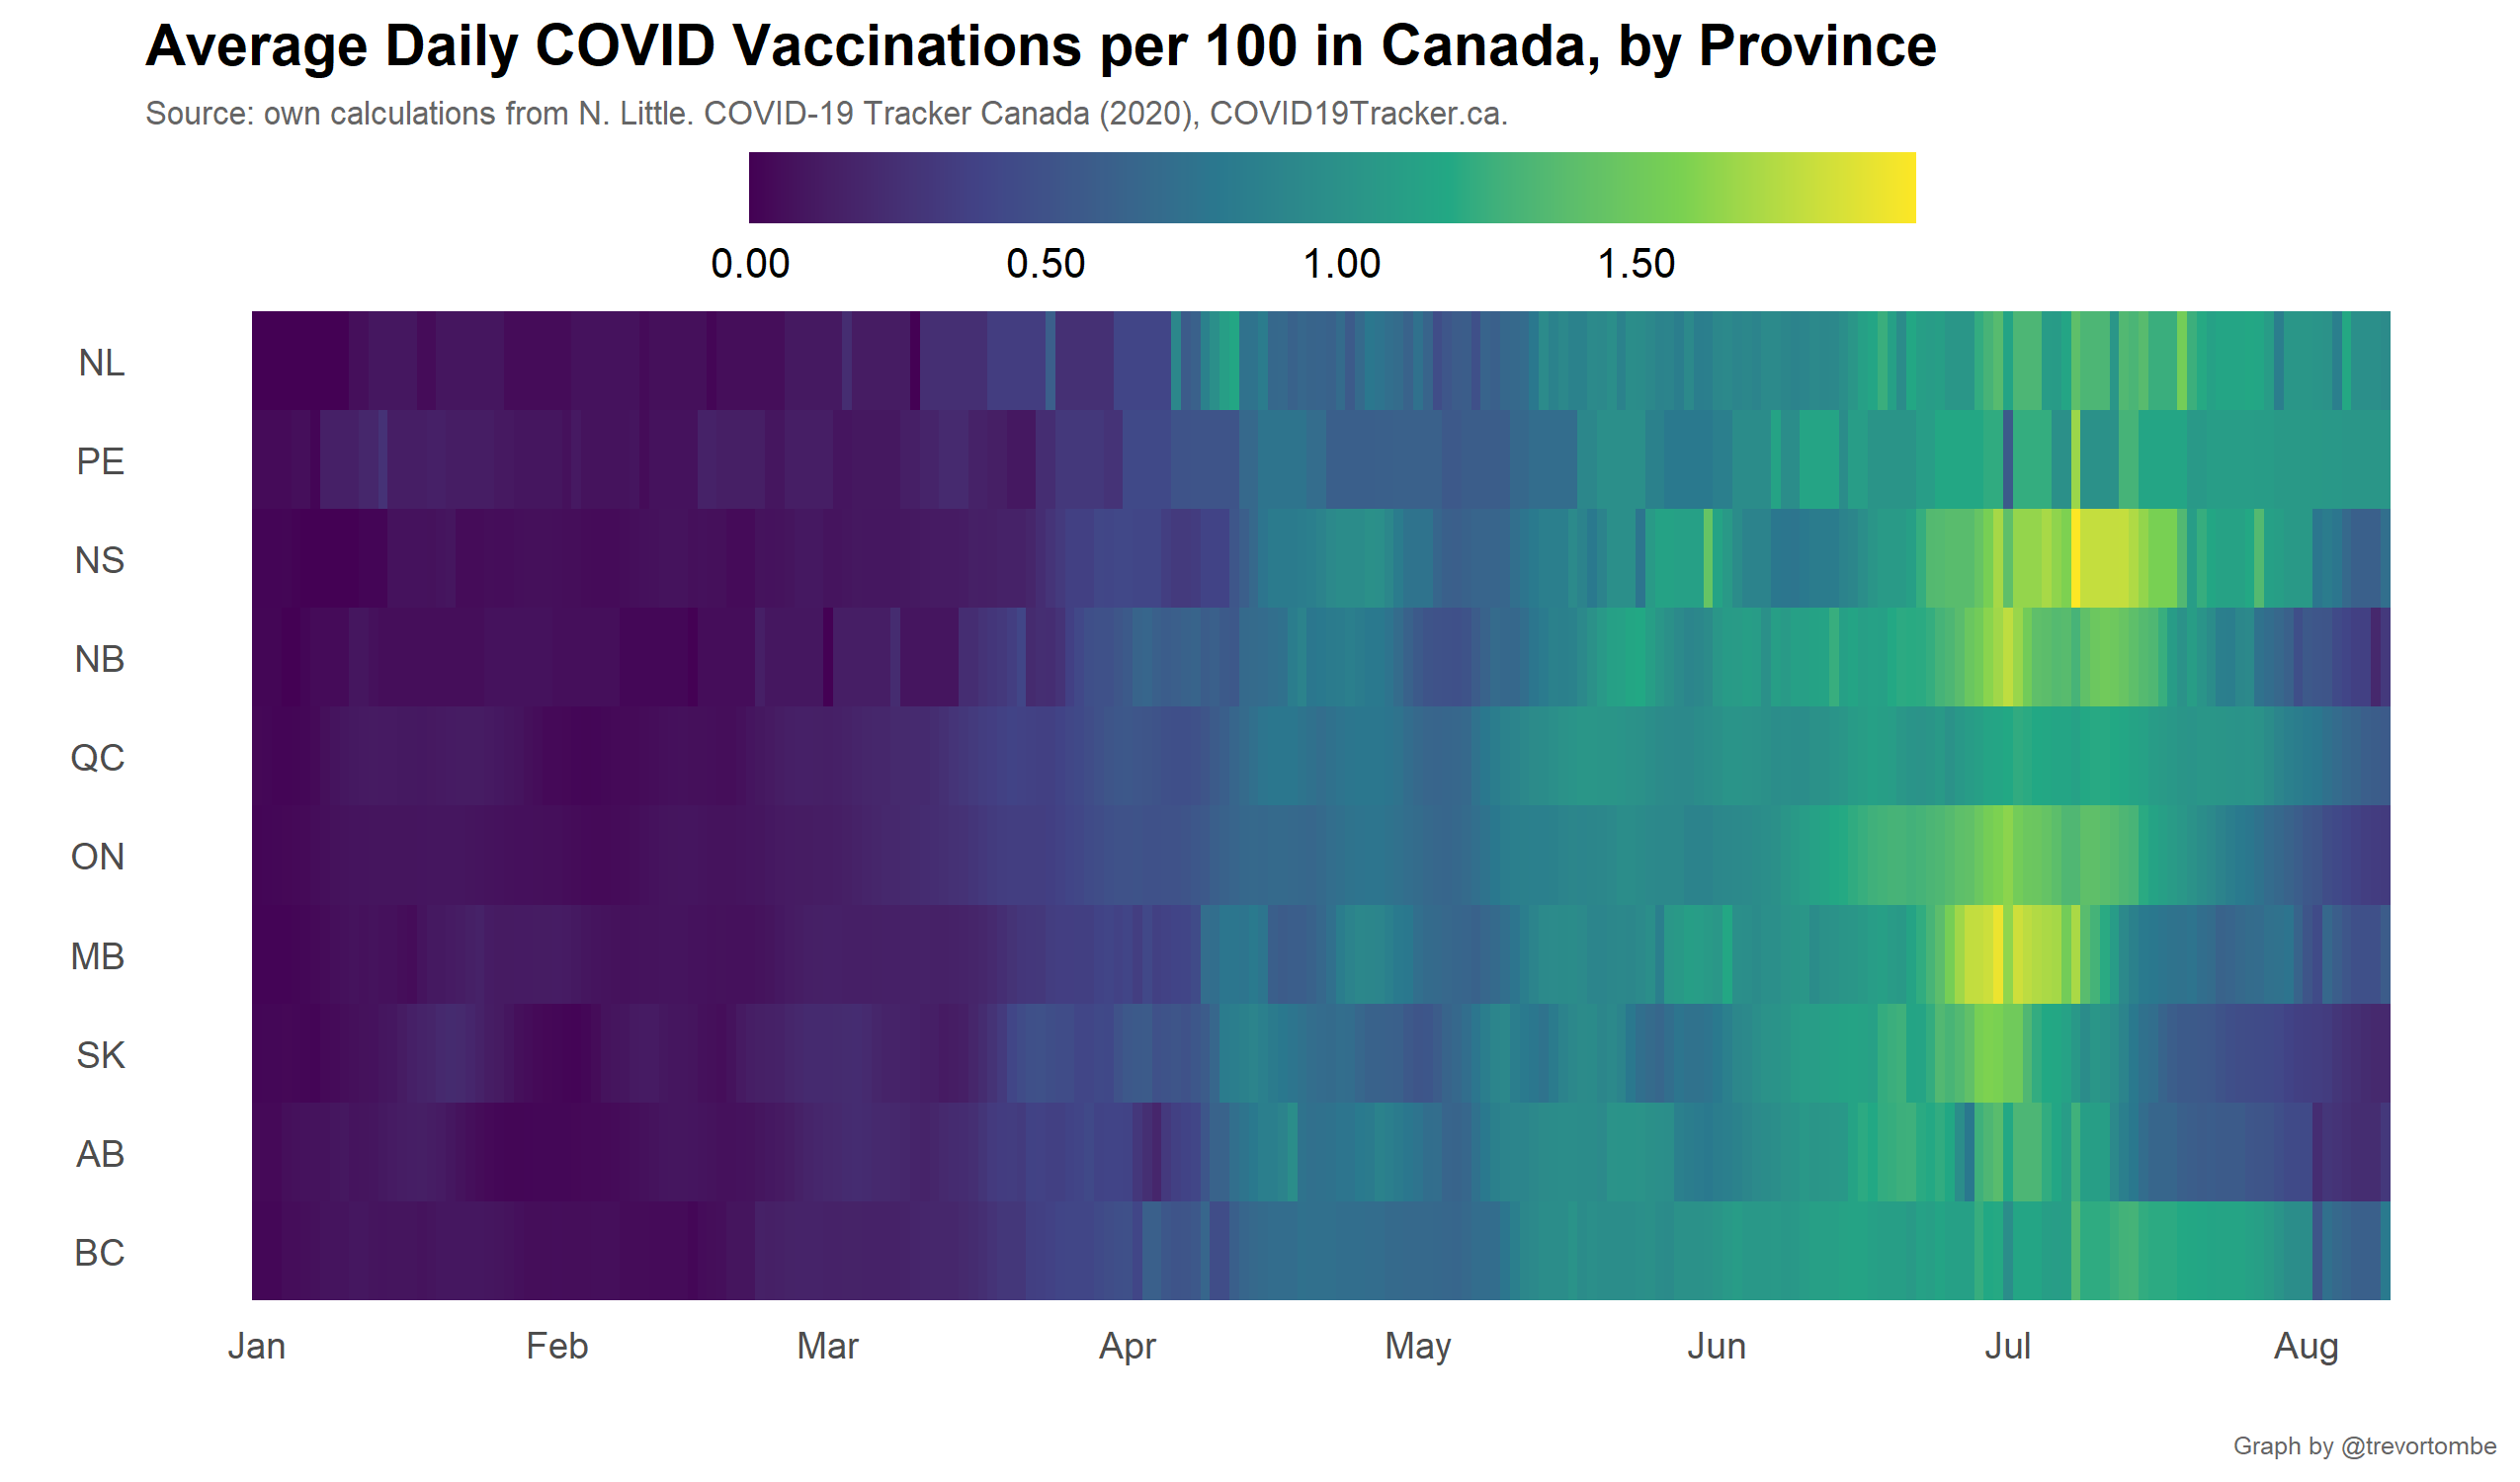 Average Daily COVID Vaccinations per 100 in Canada, by Province
Source: own calculations from N. Little. COVID-19 Tracker Canada (2020), COVID19Tracker.ca.
0.00 0.50 1.00 1.50
NL
PE
NS
NB
QC
ON
MB
SK
AB
BC
Jan Feb Mar Apr May Jun Jul Aug
Graph by @trevortombe